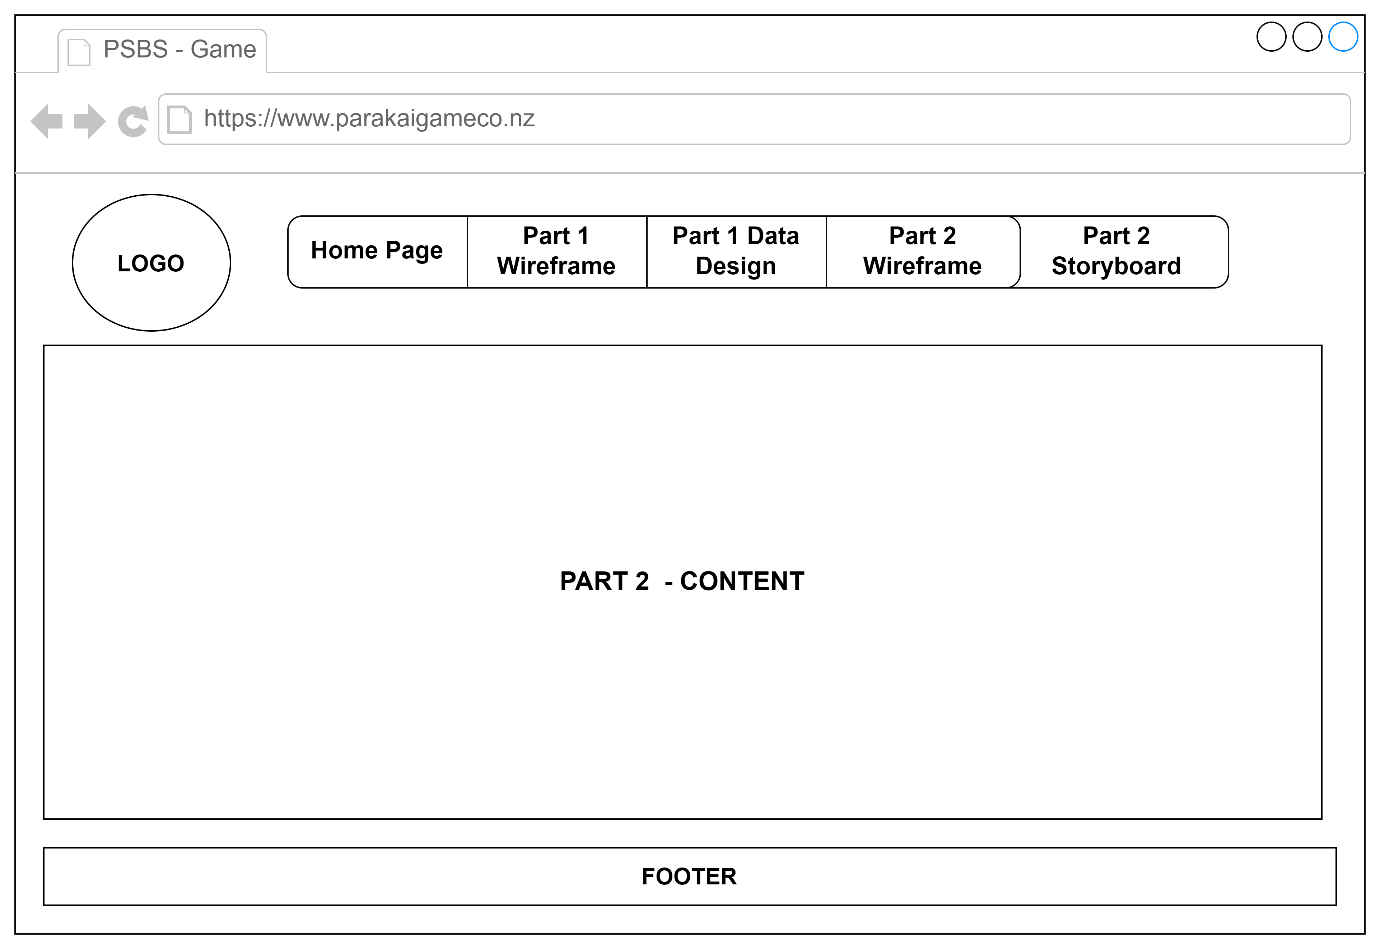 PSBS - Game
https://www.parakaigameco.nz
LOGO
Home Page
Part 1
Wireframe
Part 1 Data
Design
Part 2
Wireframe
Part 2
Storyboard
PART 2  - CONTENT
FOOTER